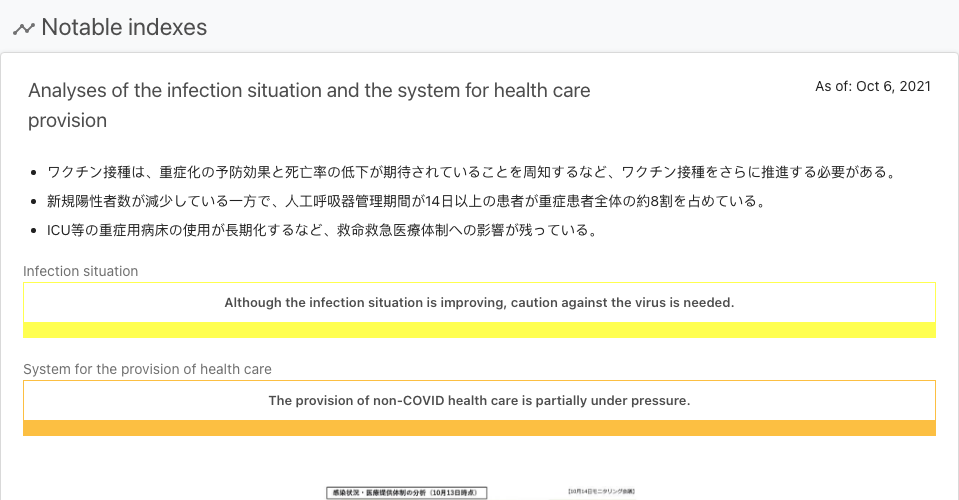 Notable indexes
Analyses of the infection situation and the system for health care
provision
As of: Oct 6, 2021
ワクチン接種は、重症化の予防効果と死亡率の低下が期待されていることを周知するなど、ワクチン接種をさらに推進する必要がある。
新規陽性者数が減少している一方で、人工呼吸器管理期間が14日以上の患者が重症患者全体の約8割を占めている。
ICU等の重症用病床の使用が長期化するなど、救命救急医療体制への影響が残っている。
Infection situation
Although the infection situation is improving, caution against the virus is needed.
System for the provision of health care
The provision of non-COVID health care is partially under pressure.
感染状況・医療提供体制の分析（10月13日時点）
【10月14日モニタリング会議】